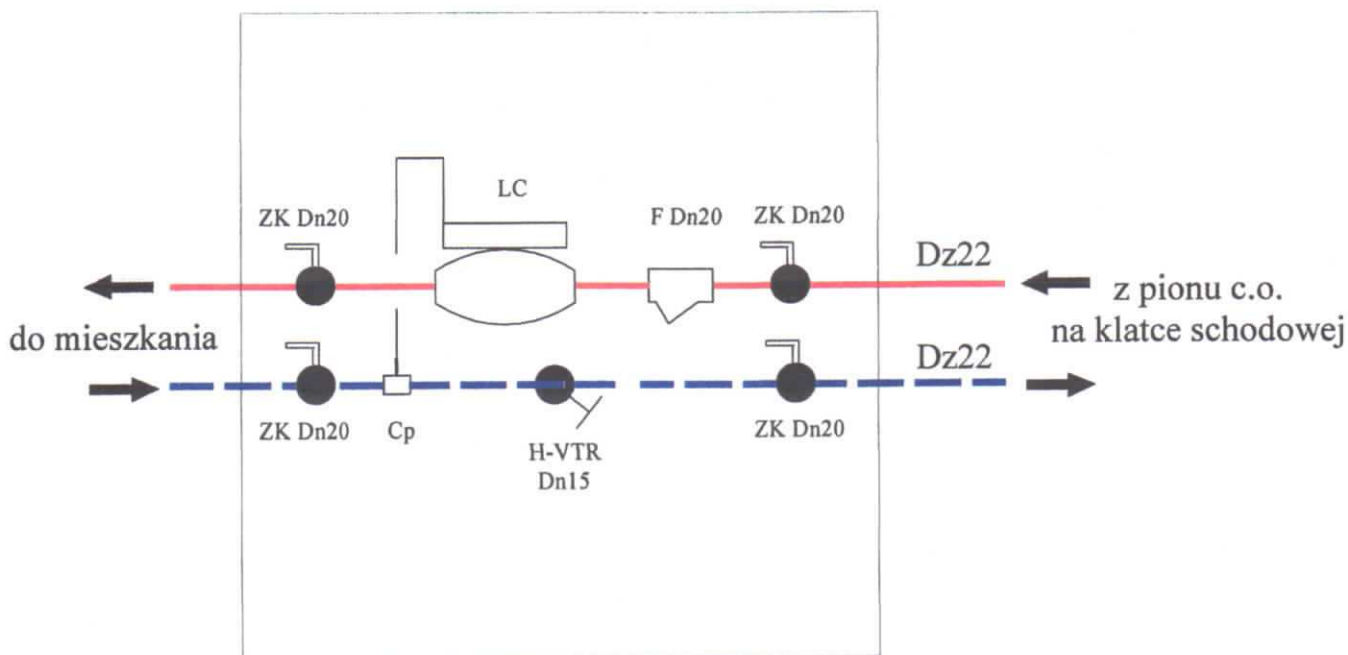 LC
ZK Dn20
F Dn20
ZK Dn20
Dz22
z pionu c.o.
na klatce schodowej
do mieszkania
Dz22
ZK Dn20
Cp
H-VTR
Dn15
ZK Dn20